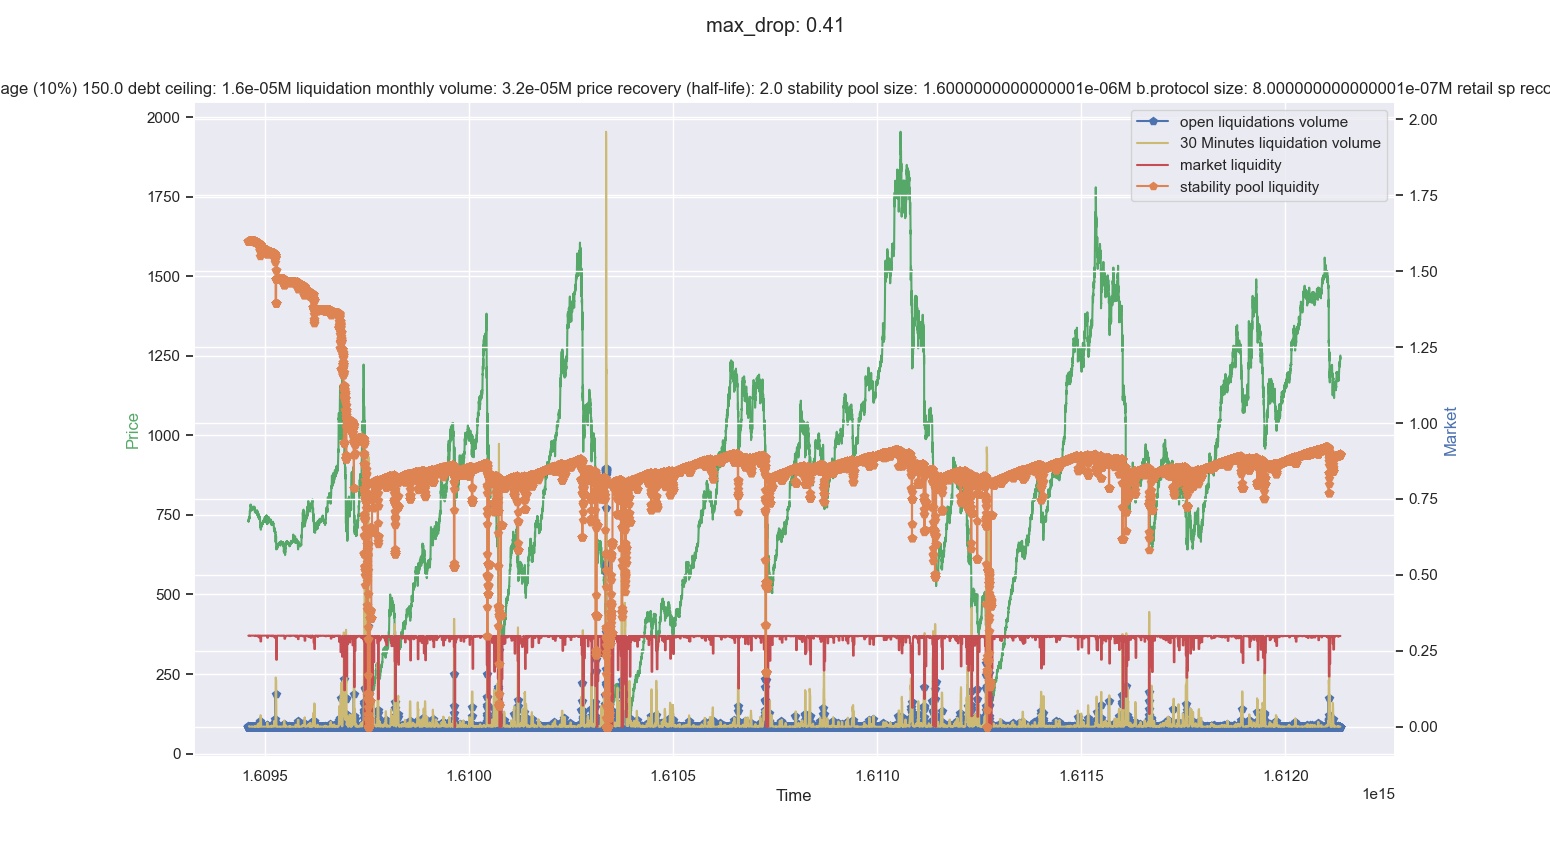 max_drop: 0.41
age (10%) 150.0 debt ceiling: 1.6e-05M liquidation monthly volume: 3.2e-05M price recovery (half-life): 2.0 stability pool size: 1.6000000000000001e-06M b.protocol size: 8.000000000000001e-07M retail sp reco
open liquidations volume
30 Minutes liquidation volume
market liquidity
stability pool liquidity
2000
1750
1500
1250
1000
750
500
250
0
Price
2.00
1.75
1.50
1.25
1.00
0.75
0.50
0.25
0.00
Market
1.6095 1.6100 1.6105 1.6110 1.6115 1.6120
1e15
Time